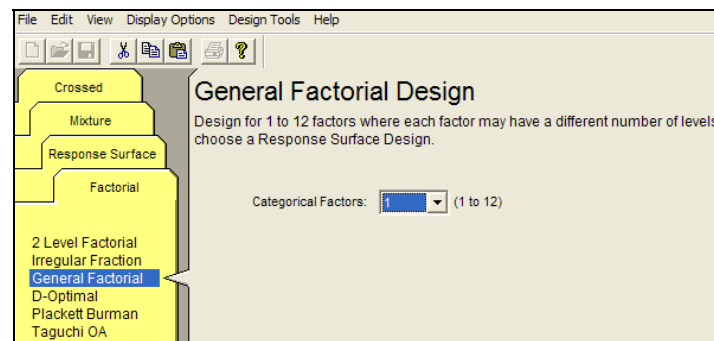 File Edit View Display Options Design Tools Help
Crossed
Mixture
Response Surface
Factorial
2 Level Factorial
Irregular Fraction
General Factorial
D-Optimal
Plackett Burman
Taguchi OA
General Factorial Design
Design for 1 to 12 factors where each factor may have a different number of levels
choose a Response Surface Design.
Categorical Factors: 1 (1 to 12)